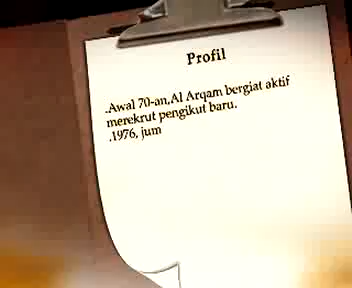 Profil
.Awal 70-an,Al Arqam bergiat aktif
merekrut pengikut baru.
.1976, jum